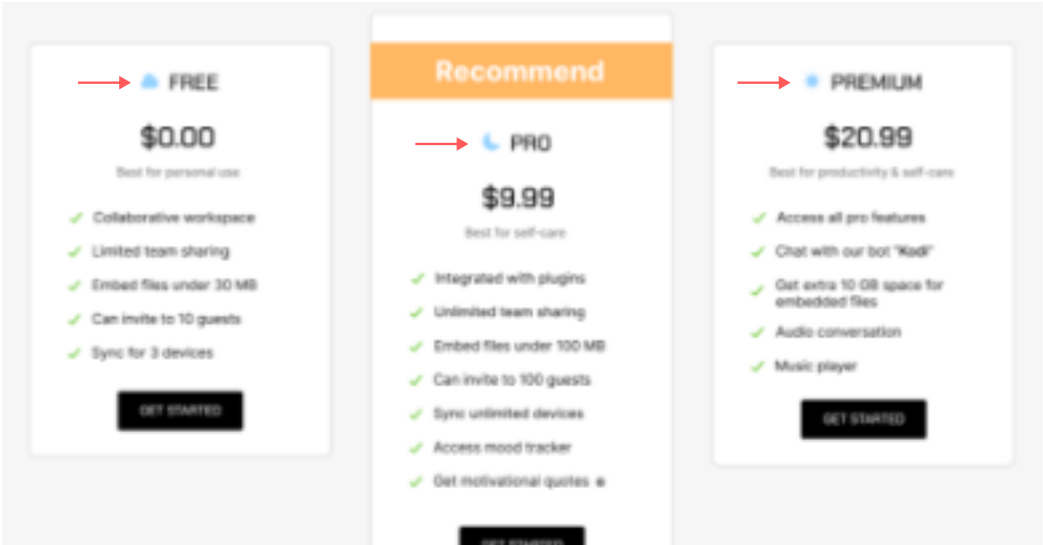 FREE
$0.00
Best for personal use
Collaborative workspace
Limited team sharing
Embed files under 30 MB
Can invite to 10 guests
Sync for 3 devices
GET STARTED
Recommend
PRO
$9.99
Best for self-care
Integrated with plugins
Unlimited team sharing
Embed files under 100 MB
Can invite to 100 guests
Sync unlimited devices
Access mood tracker
Get motivational quotes
GET STARTED
PREMIUM
$20.99
Best for productivity & self-care
Access all pro features
Chat with our bot "Kodi"
Get extra 10 GB space for
embedded files
Audio conversation
Music player
GET STARTED